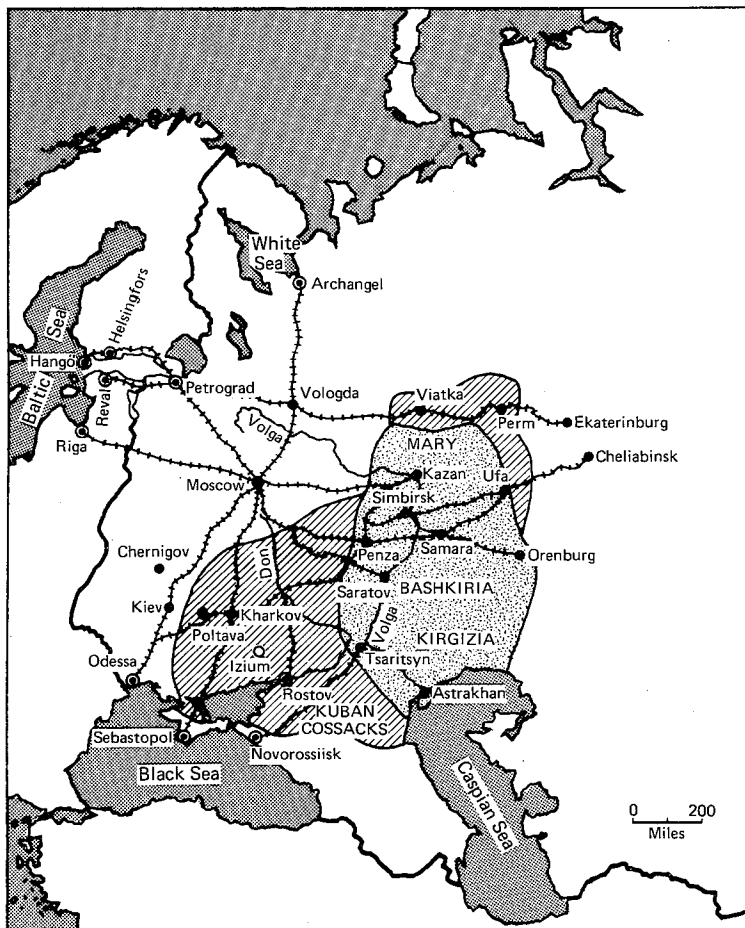 White
Sea
Archangel
Baltic Sea
Helsingfors
Hangö
Reval
Petrograd
Vologda
Viatka
Perm
Ekaterinburg
Riga
Volga
MARY
Kazan
Cheliabinsk
Moscow
Simbirsk
Ufa
Chernigov
Don
Penza
Samara
Orenburg
Kiev
Saratov
BASHKIRIA
Poltava
Kharkov
Volga
KIRGIZIA
Izium
Tsaritsyn
Odessa
Rostov
Astrakhan
KUBAN
COSSACKS
Sebastopol
Novorossiisk
Black Sea
Caspian Sea
0 200
Miles